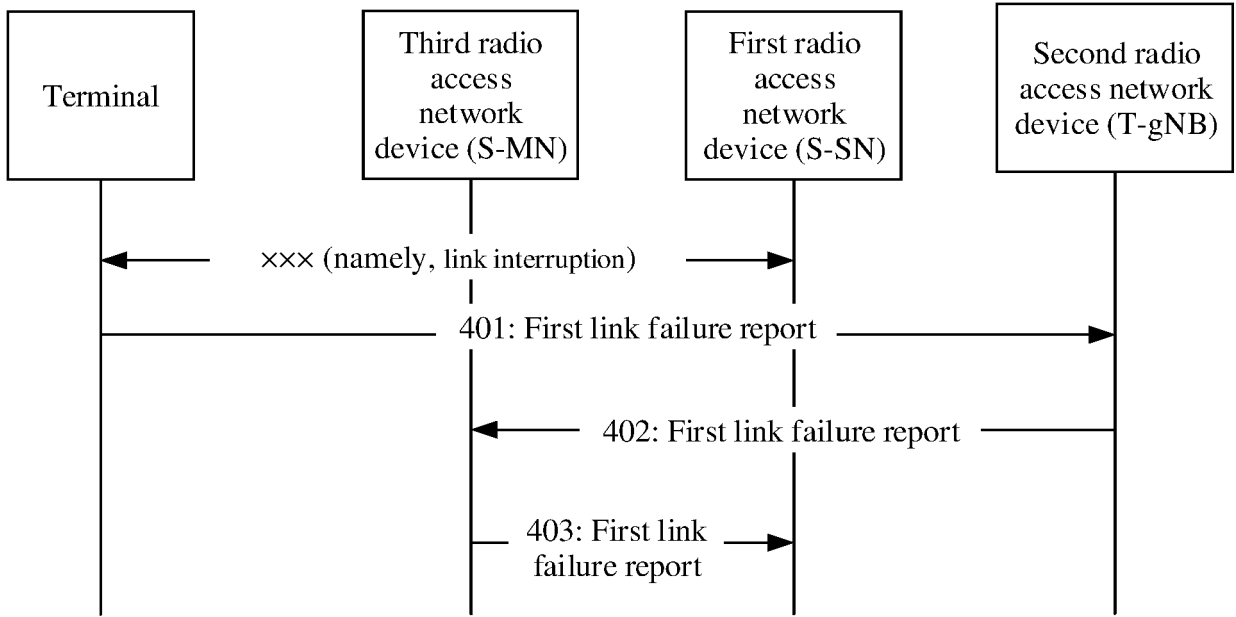 Terminal
Third radio
access
network
device (S-MN)
First radio
access
network
device (S-SN)
Second radio
access network
device (T-gNB)
××× (namely, link interruption)
401: First link failure report
402: First link failure report
403: First link
failure report